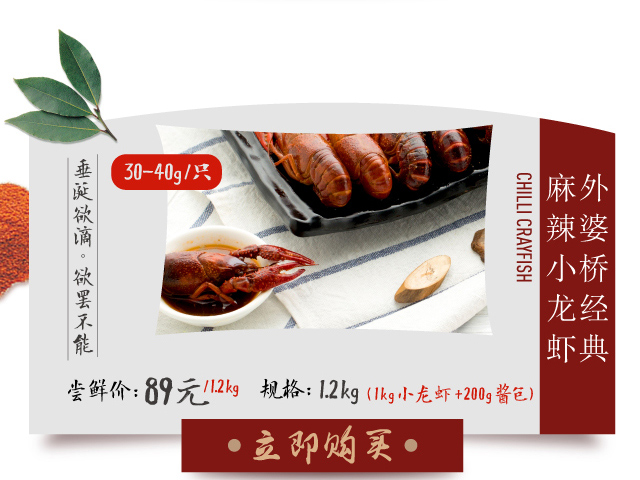 外婆桥经典
麻辣小龙虾
CHILLI CRAYFISH
30-40g/只
垂涎欲滴。欲罢不能
尝鲜价:89元/1.2kg
规格:1.2kg(1kg小龙虾+200g酱包)
立即购买